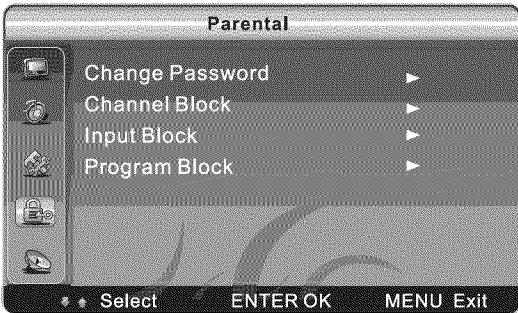 Parental
Change Password
Channel Block
Input Block
Program Block
Select ENTER OK MENU Exit